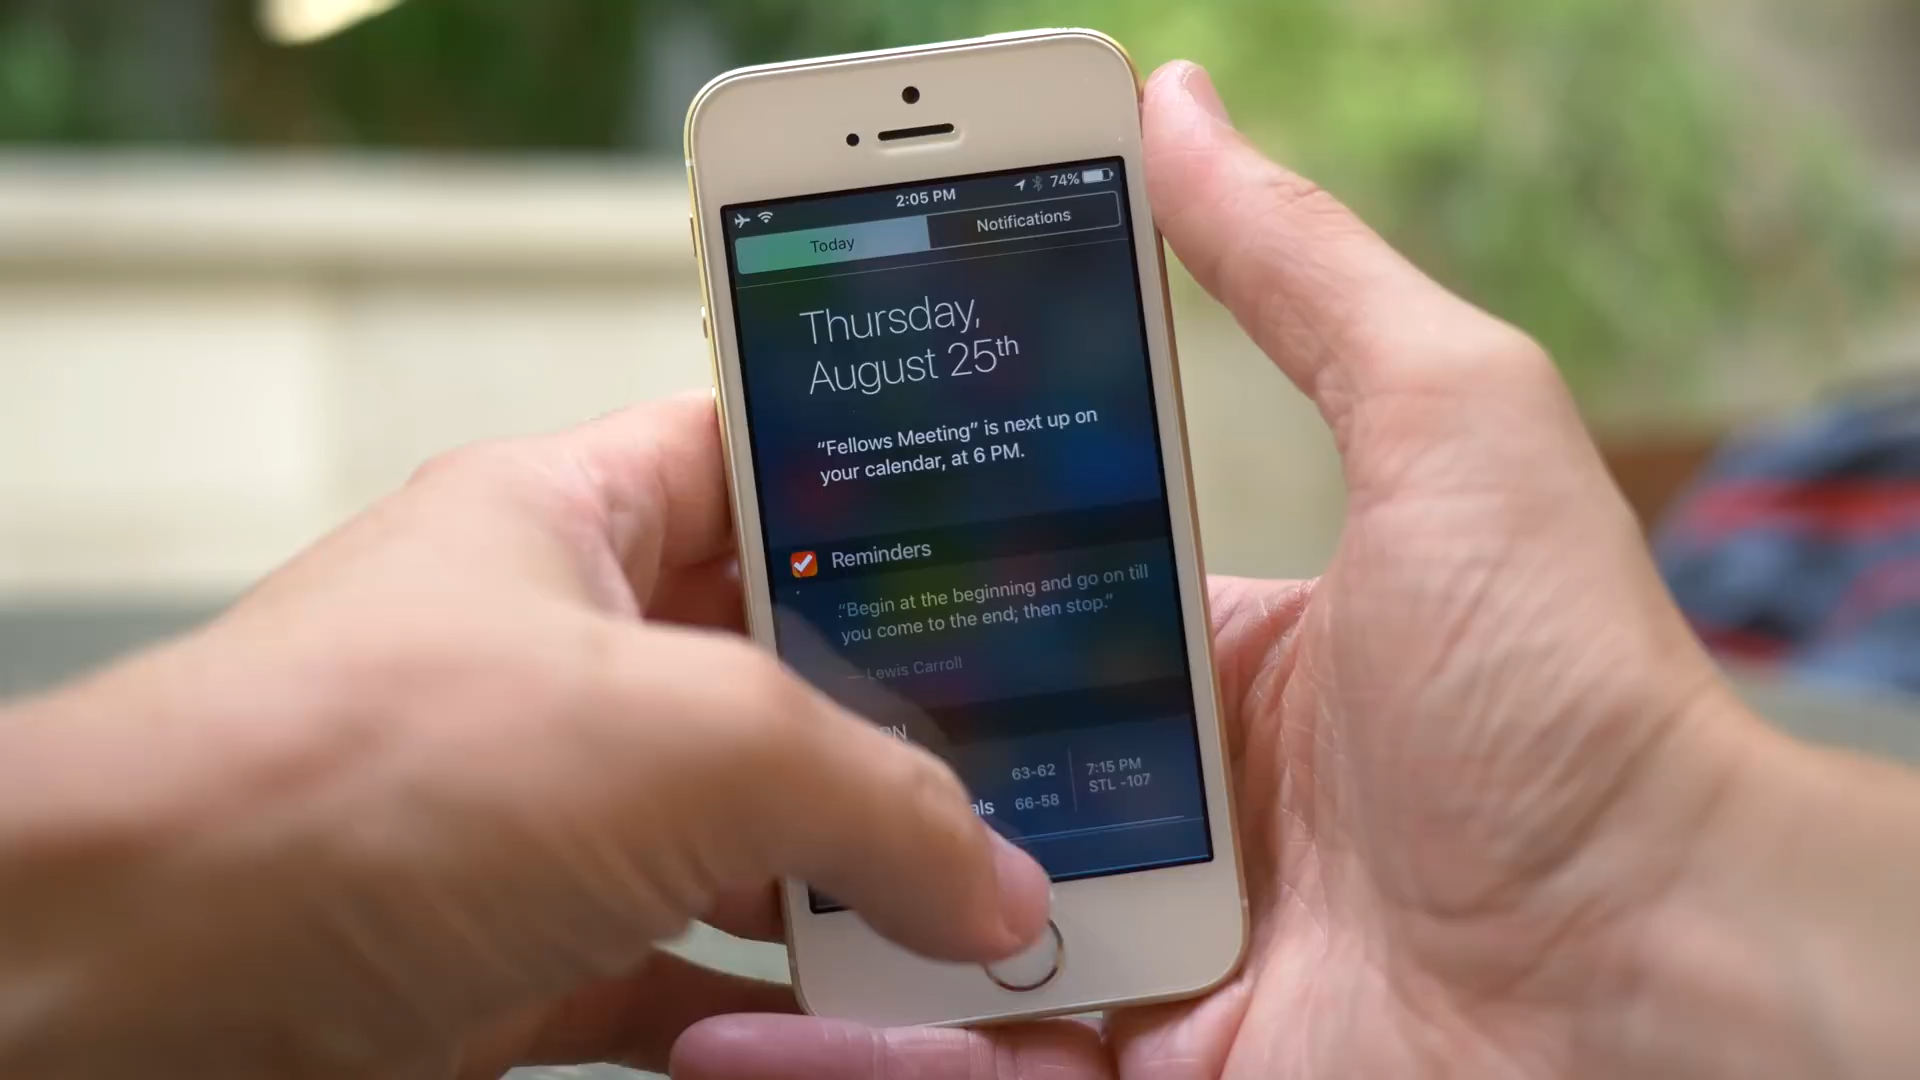 2:05 PM 74%
Today Notifications
Thursday,
August 25th
“Fellows Meeting” is next up on
your calendar, at 6 PM.
Reminders
“Begin at the beginning and go on till
you come to the end; then stop.”
— Lewis Carroll
63-62 7:15 PM
STL -107
66-58